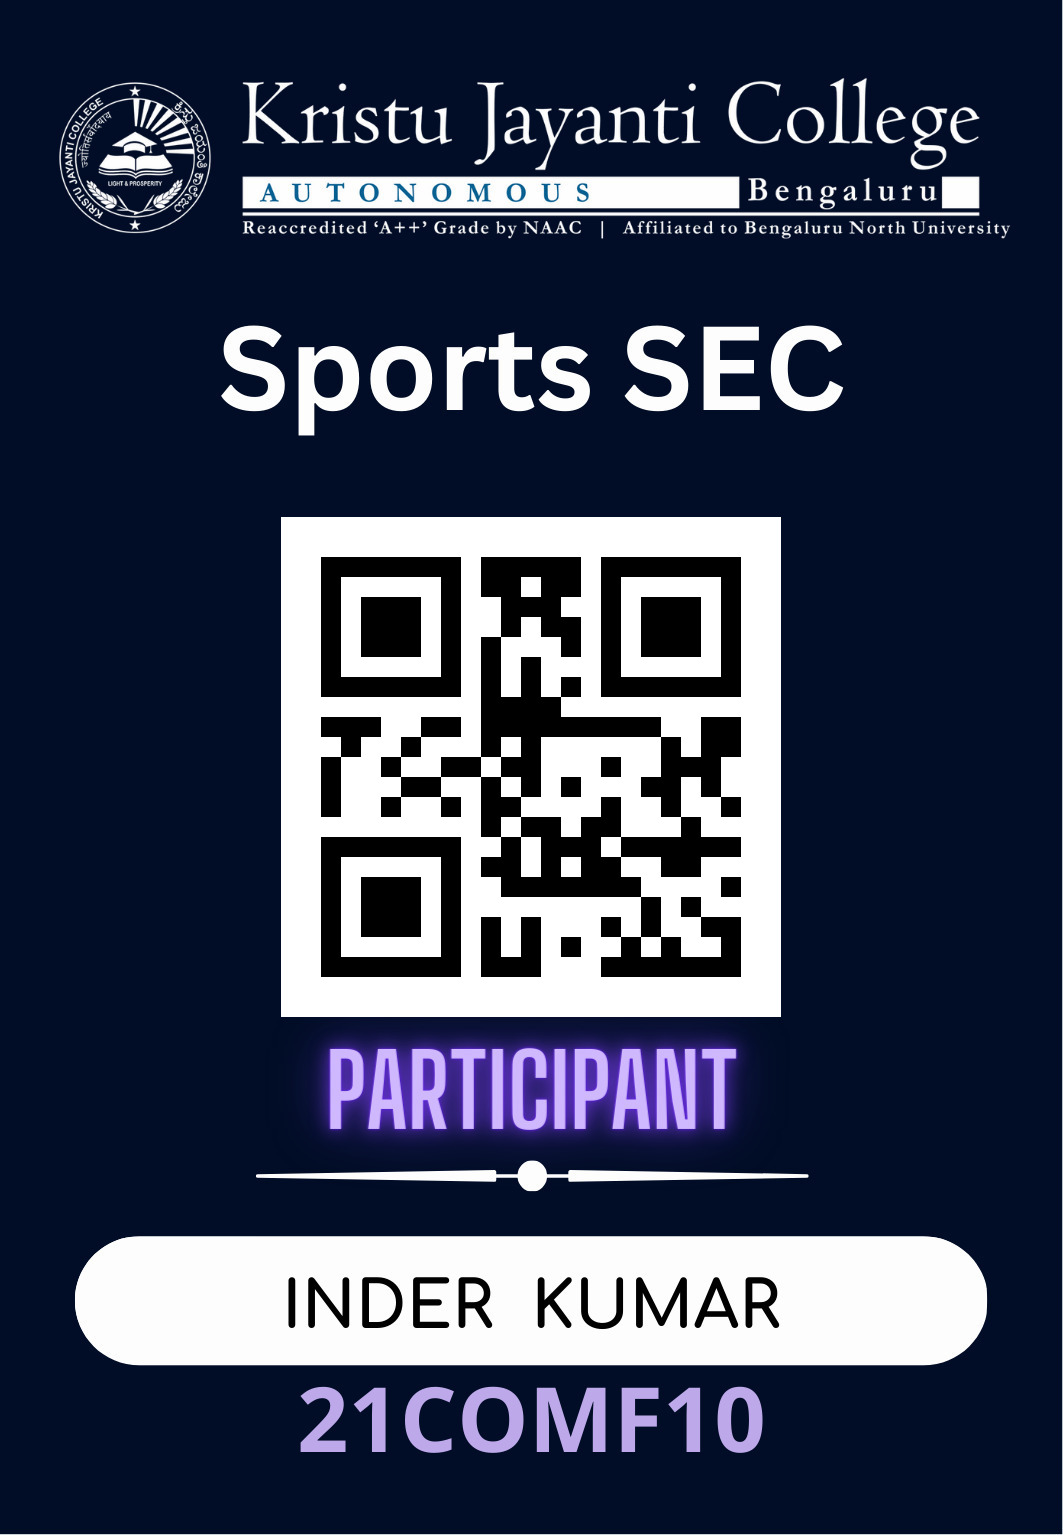 KRISTU JAYANTI COLLEGE
ज्योतिसंवादयाय
LIGHT & PROSPERITY
Kristu Jayanti College
AUTONOMOUS Bengaluru
Reaccredited ‘A++’ Grade by NAAC | Affiliated to Bengaluru North University
Sports SEC
PARTICIPANT
INDER KUMAR
21COMF10